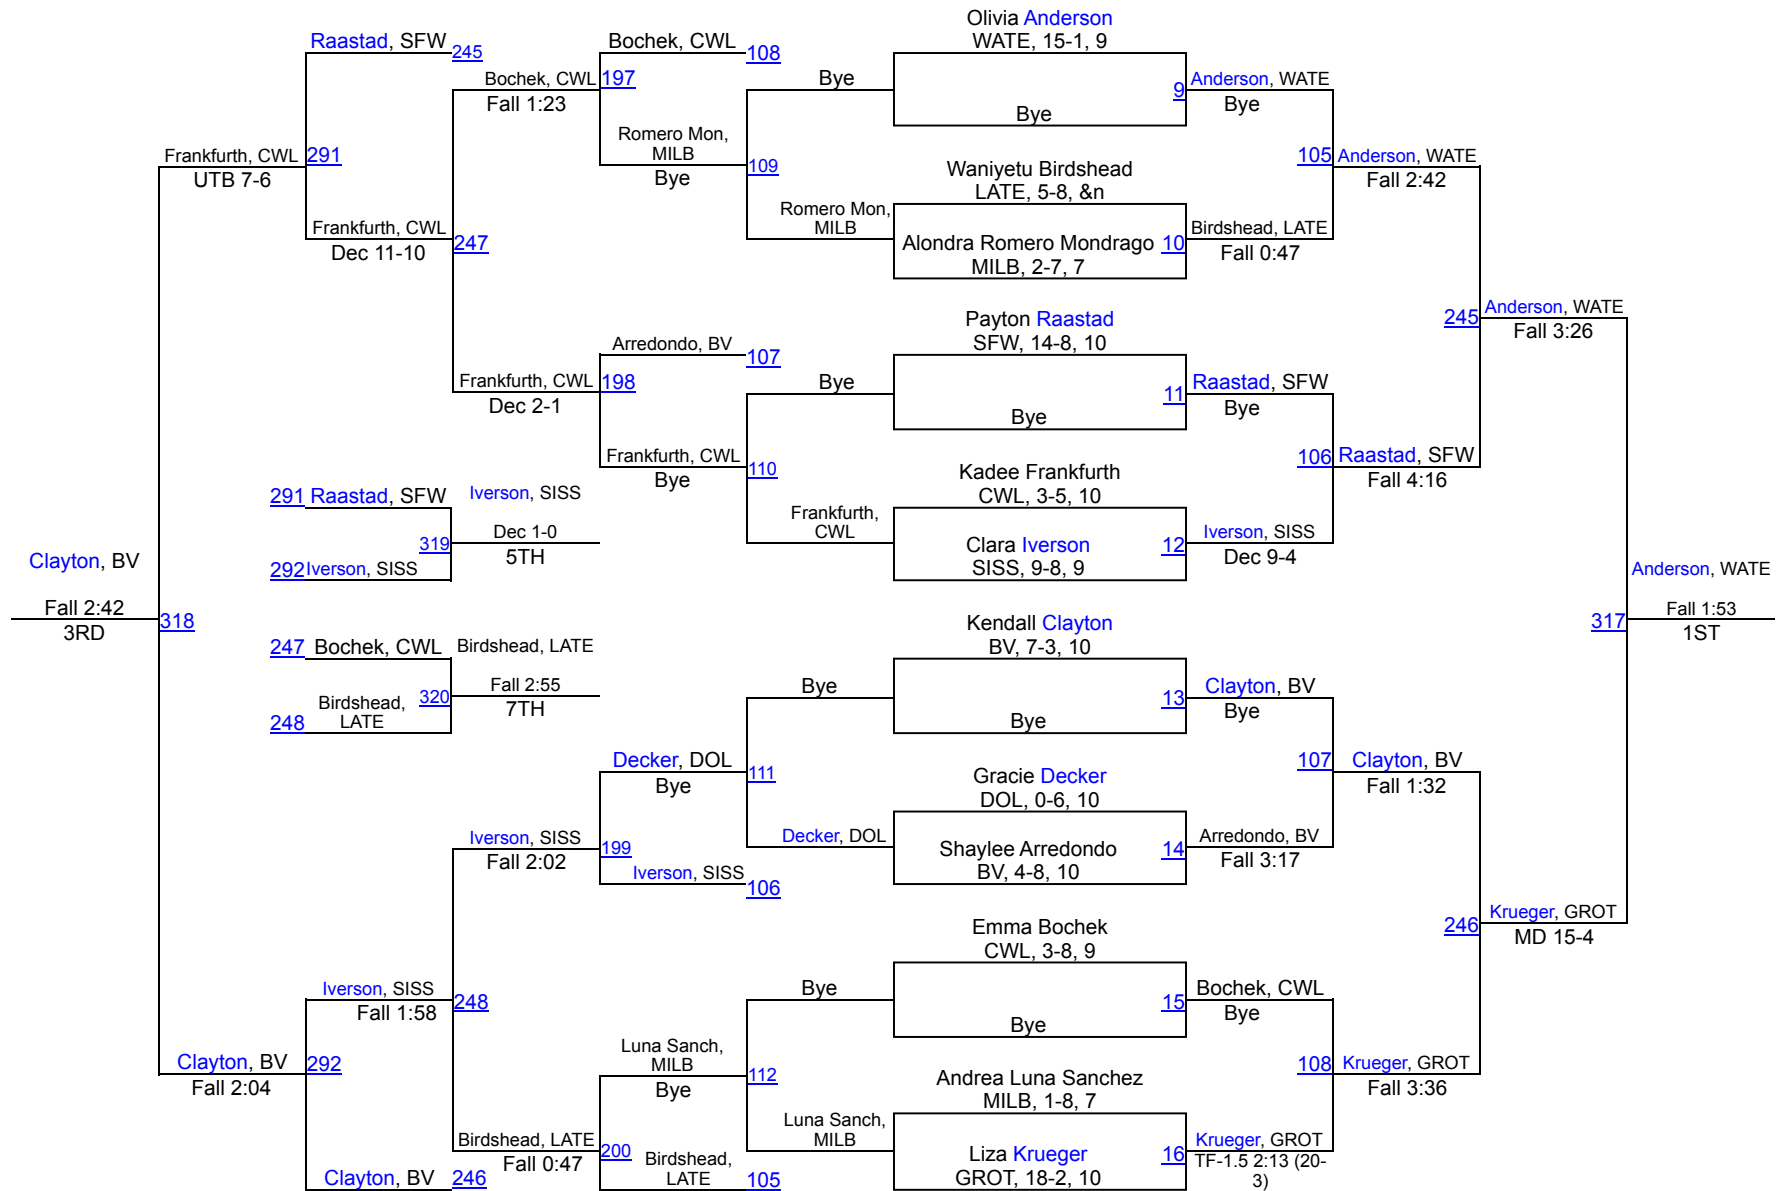 Olivia Anderson
WATE, 15-1, 9
Raastad, SFW 245
Bochek, CWL 108
Bochek, CWL 197
Fall 1:23
Bye
9 Anderson, WATE
Bye
Bye
Romero Mon,
MILB
Bye
109
Frankfurth, CWL 291
UTB 7-6
Waniyetu Birdshead
LATE, 5-8, &n
105 Anderson, WATE
Fall 2:42
Romero Mon,
MILB
Frankfurth, CWL 247
Dec 11-10
Alondra Romero Mondrago
MILB, 2-7, 7
10 Birdshead, LATE
Fall 0:47
Payton Raastad
SFW, 14-8, 10
245 Anderson, WATE
Fall 3:26
Arredondo, BV 107
Frankfurth, CWL 198
Dec 2-1
Bye
11 Raastad, SFW
Bye
Bye
Frankfurth, CWL 110
Bye
Kadee Frankfurth
CWL, 3-5, 10
106 Raastad, SFW
Fall 4:16
291 Raastad, SFW
Iverson, SISS
Frankfurth,
CWL
319
Dec 1-0
5TH
Clara Iverson
SISS, 9-8, 9
12 Iverson, SISS
Dec 9-4
292 Iverson, SISS
Clayton, BV
Fall 2:42
3RD
318
Anderson, WATE
317
Fall 1:53
1ST
Kendall Clayton
BV, 7-3, 10
247 Bochek, CWL
Birdshead, LATE
320
Fall 2:55
7TH
Birdshead,
LATE
248
Bye
13 Clayton, BV
Bye
Bye
Decker, DOL 111
Bye
Gracie Decker
DOL, 0-6, 10
107 Clayton, BV
Fall 1:32
Iverson, SISS 199
Fall 2:02
Decker, DOL
Shaylee Arredondo
BV, 4-8, 10
14 Arredondo, BV
Fall 3:17
Iverson, SISS 106
Emma Bochek
CWL, 3-8, 9
246 Krueger, GROT
MD 15-4
Iverson, SISS 248
Fall 1:58
Bye
15 Bochek, CWL
Bye
Bye
Luna Sanch,
MILB
Bye
112
Clayton, BV 292
Fall 2:04
Andrea Luna Sanchez
MILB, 1-8, 7
108 Krueger, GROT
Fall 3:36
Luna Sanch,
MILB
Birdshead, LATE 200
Fall 0:47
Liza Krueger
GROT, 18-2, 10
16 Krueger, GROT
TF-1.5 2:13 (20-
3)
Birdshead,
LATE
105
Clayton, BV 246